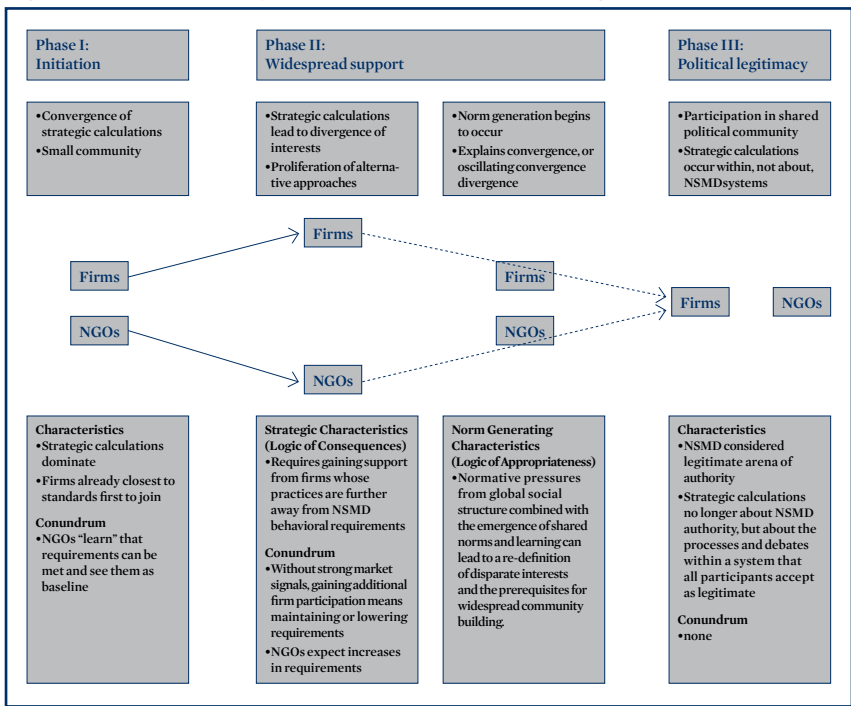 Phase I:
Initiation
Phase II:
Widespread support
Phase III:
Political legitimacy
•Convergence of
strategic calculations
•Small community
•Strategic calculations
lead to divergence of
interests
•Proliferation of alterna-
tive approaches
•Norm generation begins
to occur
•Explains convergence, or
oscillating convergence
divergence
•Participation in shared
political community
•Strategic calculations
occur within, not about,
NSMDsystems
Firms
Firms
Firms
Firms
NGOs
NGOs
NGOs
NGOs
Characteristics
•Strategic calculations
dominate
•Firms already closest to
standards first to join
Conundrum
•NGOs “learn” that
requirements can be
met and see them as
baseline
Strategic Characteristics
(Logic of Consequences)
•Requires gaining support
from firms whose
practices are further
away from NSMD
behavioral requirements
Conundrum
•Without strong market
signals, gaining additional
firm participation means
maintaining or lowering
requirements
•NGOs expect increases
in requirements
Norm Generating
Characteristics
(Logic of Appropriateness)
•Normative pressures
from global social
structure combined with
the emergence of shared
norms and learning can
lead to a re-definition
of disparate interests
and the prerequisites for
widespread community
building.
Characteristics
•NSMD considered
legitimate arena of
authority
•Strategic calculations
no longer about NSMD
authority, but about the
processes and debates
within a system that
all participants accept
as legitimate
Conundrum
•none